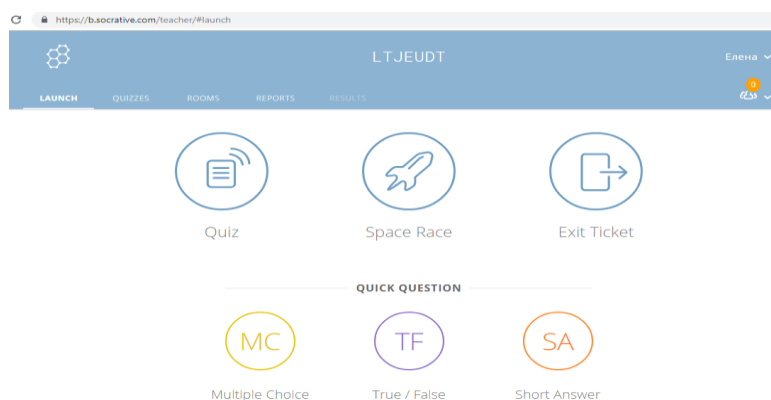 https://b.socrative.com/teacher/#launch
LTJEUDT
Елена
LAUNCH QUIZZES ROOMS REPORTS RESULTS
0
Quiz Space Race Exit Ticket
QUICK QUESTION
MC TF SA
Multiple Choice True / False Short Answer